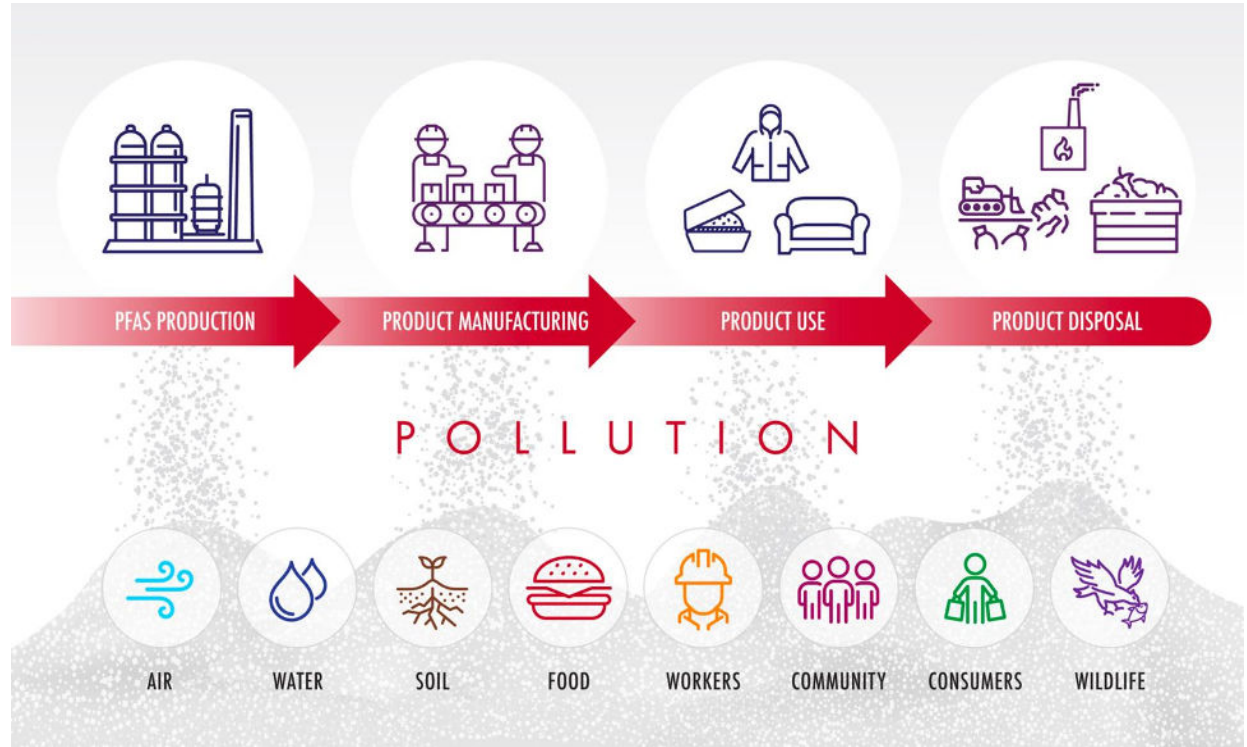 PFAS PRODUCTION
PRODUCT MANUFACTURING
PRODUCT USE
PRODUCT DISPOSAL
POLLUTION
AIR
WATER
SOIL
FOOD
WORKERS
COMMUNITY
CONSUMERS
WILDLIFE